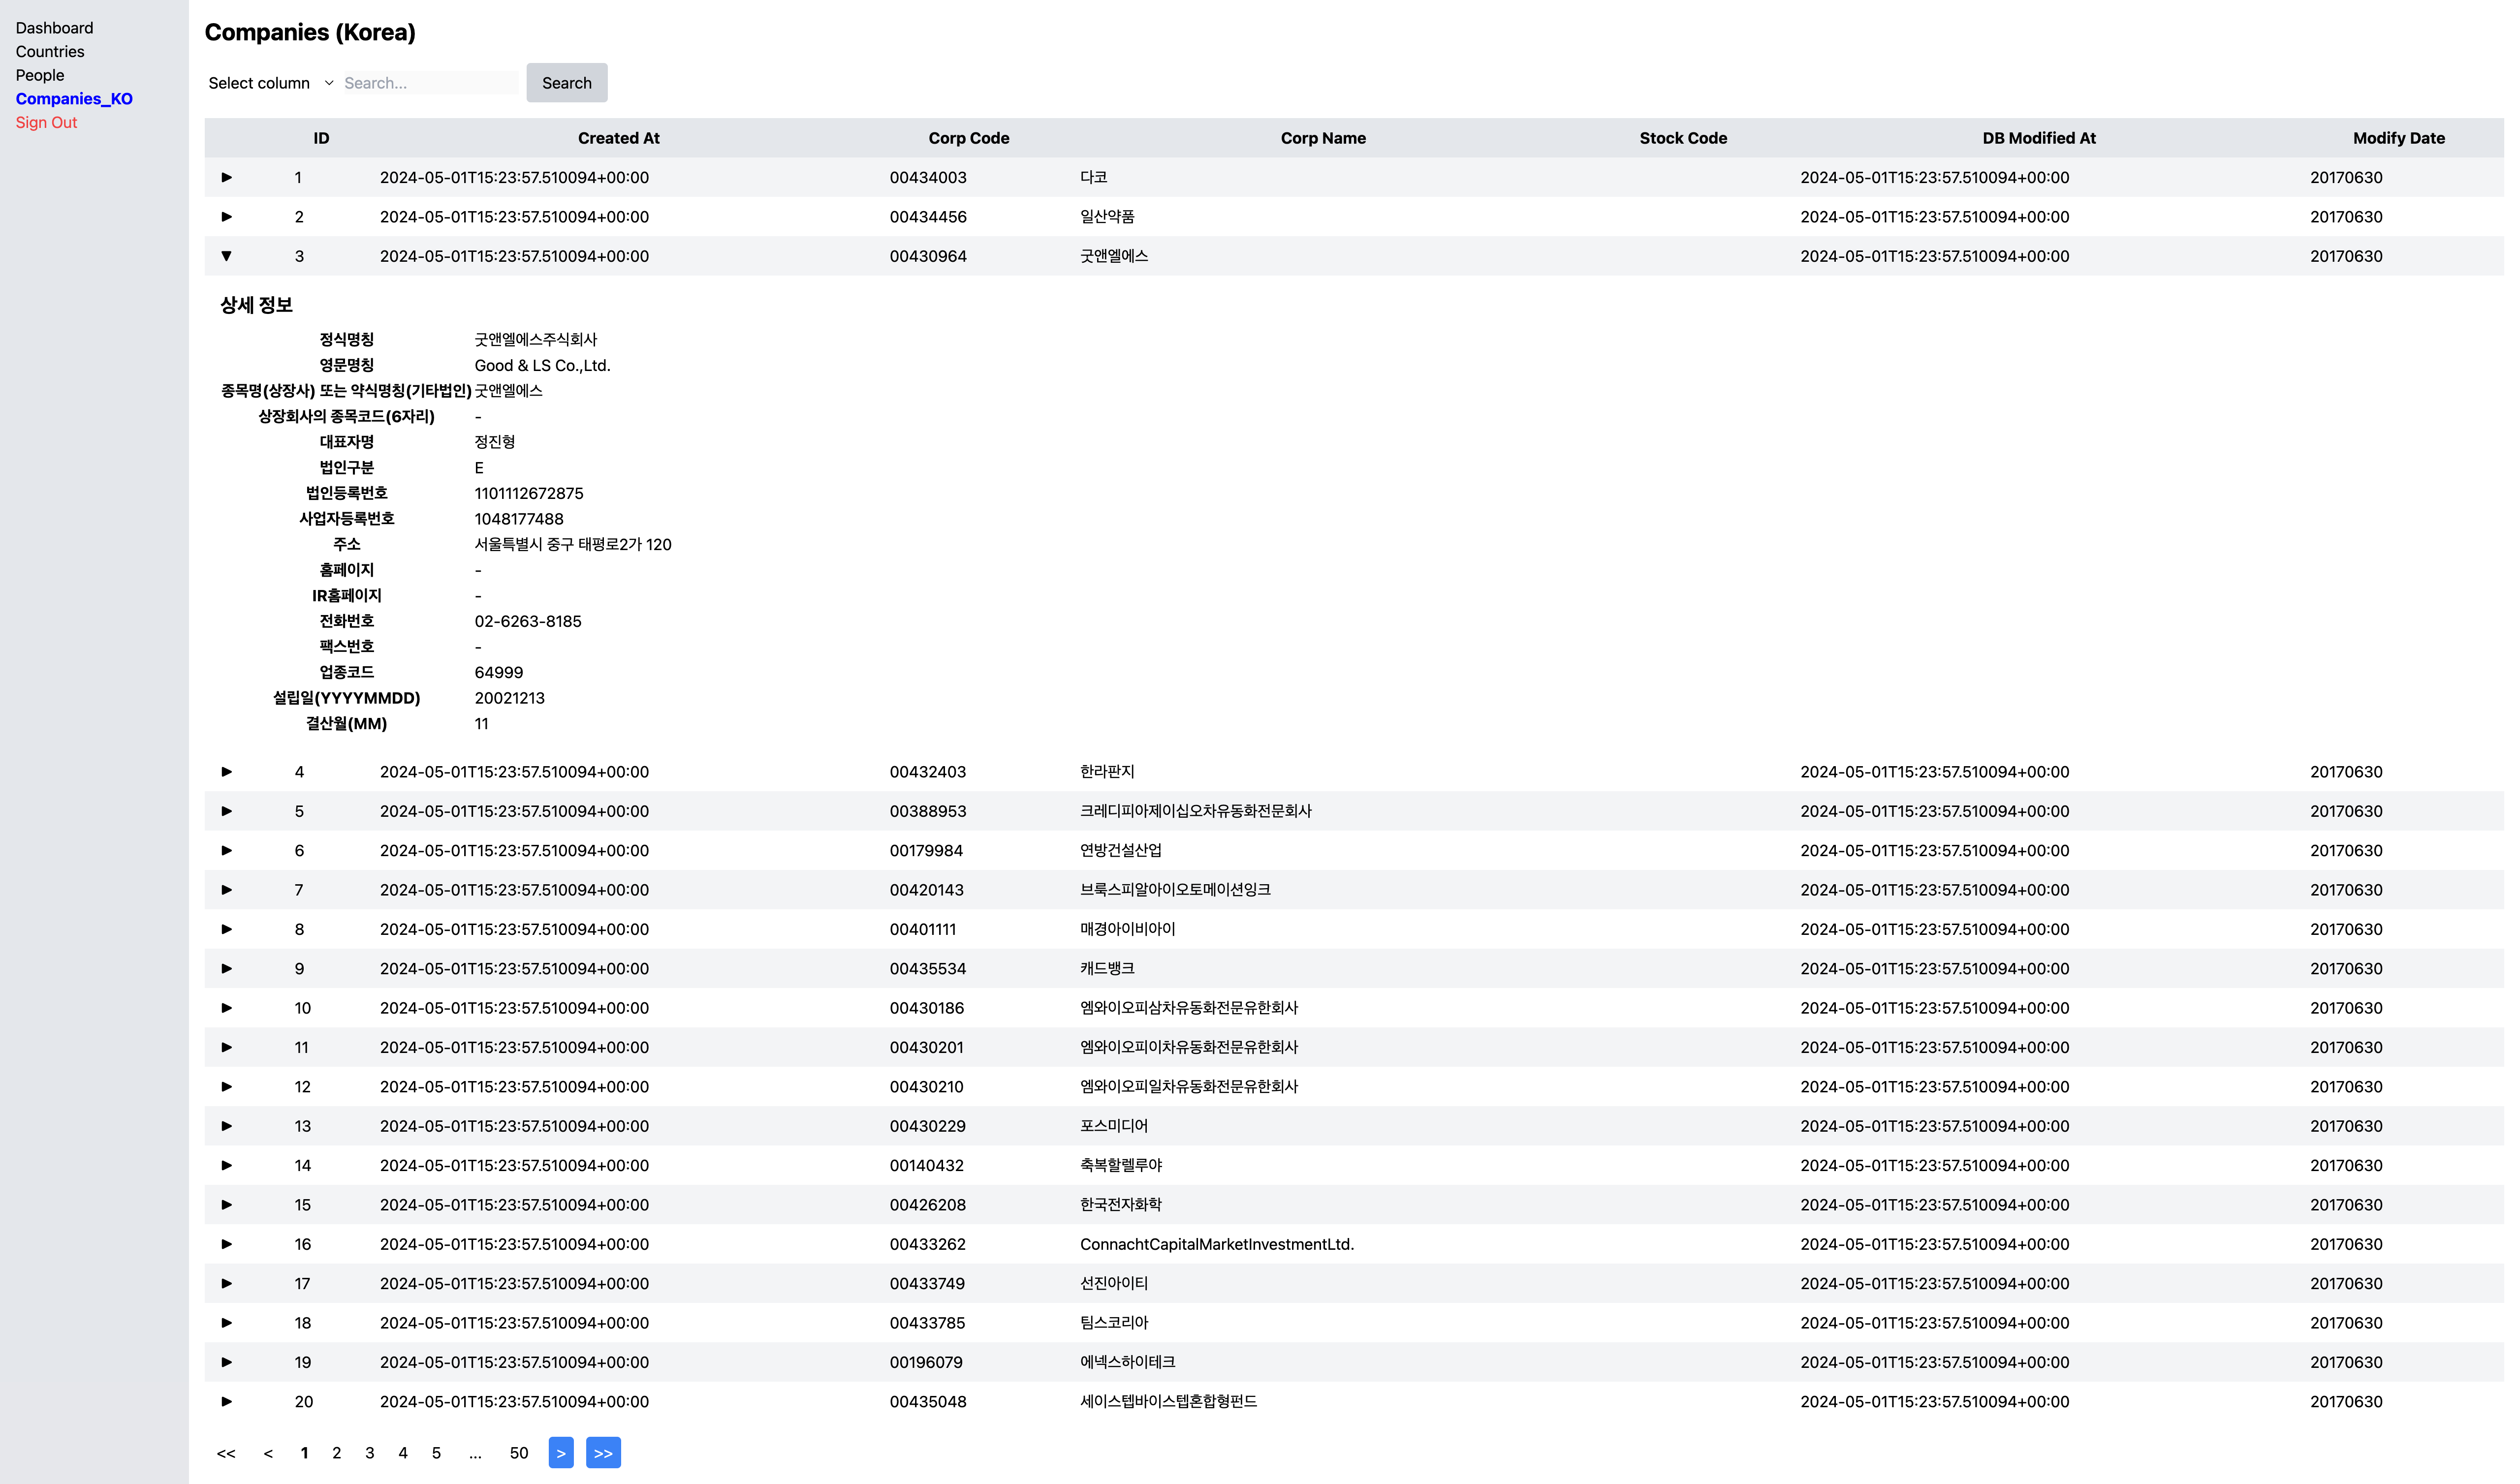 Dashboard
Countries
People
Companies_KO
Sign Out
Companies (Korea)
Select column Search... Search
ID Created At Corp Code Corp Name Stock Code DB Modified At Modify Date
1 2024-05-01T15:23:57.510094+00:00 00434003 다코 2024-05-01T15:23:57.510094+00:00 20170630
2 2024-05-01T15:23:57.510094+00:00 00434456 일산약품 2024-05-01T15:23:57.510094+00:00 20170630
3 2024-05-01T15:23:57.510094+00:00 00430964 굿앤엘에스 2024-05-01T15:23:57.510094+00:00 20170630
상세 정보
정식명칭 굿앤엘에스주식회사
영문명칭 Good & LS Co.,Ltd.
종목명(상장사) 또는 약식명칭(기타법인) 굿앤엘에스
상장회사의 종목코드(6자리) -
대표자명 정진형
법인구분 E
법인등록번호 1101112672875
사업자등록번호 1048177488
주소 서울특별시 중구 태평로2가 120
홈페이지 -
IR홈페이지 -
전화번호 02-6263-8185
팩스번호 -
업종코드 64999
설립일(YYYYMMDD) 20021213
결산월(MM) 11
4 2024-05-01T15:23:57.510094+00:00 00432403 한라판지 2024-05-01T15:23:57.510094+00:00 20170630
5 2024-05-01T15:23:57.510094+00:00 00388953 크레디피아제이십오차유동화전문회사 2024-05-01T15:23:57.510094+00:00 20170630
6 2024-05-01T15:23:57.510094+00:00 00179984 연방건설산업 2024-05-01T15:23:57.510094+00:00 20170630
7 2024-05-01T15:23:57.510094+00:00 00420143 브룩스피알아이오토메이션잉크 2024-05-01T15:23:57.510094+00:00 20170630
8 2024-05-01T15:23:57.510094+00:00 00401111 매경아이비아이 2024-05-01T15:23:57.510094+00:00 20170630
9 2024-05-01T15:23:57.510094+00:00 00435534 캐드뱅크 2024-05-01T15:23:57.510094+00:00 20170630
10 2024-05-01T15:23:57.510094+00:00 00430186 엠와이오피삼차유동화전문유한회사 2024-05-01T15:23:57.510094+00:00 20170630
11 2024-05-01T15:23:57.510094+00:00 00430201 엠와이오피이차유동화전문유한회사 2024-05-01T15:23:57.510094+00:00 20170630
12 2024-05-01T15:23:57.510094+00:00 00430210 엠와이오피일차유동화전문유한회사 2024-05-01T15:23:57.510094+00:00 20170630
13 2024-05-01T15:23:57.510094+00:00 00430229 포스미디어 2024-05-01T15:23:57.510094+00:00 20170630
14 2024-05-01T15:23:57.510094+00:00 00140432 축복할렐루야 2024-05-01T15:23:57.510094+00:00 20170630
15 2024-05-01T15:23:57.510094+00:00 00426208 한국전자화학 2024-05-01T15:23:57.510094+00:00 20170630
16 2024-05-01T15:23:57.510094+00:00 00433262 ConnachtCapitalMarketInvestmentLtd. 2024-05-01T15:23:57.510094+00:00 20170630
17 2024-05-01T15:23:57.510094+00:00 00433749 선진아이티 2024-05-01T15:23:57.510094+00:00 20170630
18 2024-05-01T15:23:57.510094+00:00 00433785 팀스코리아 2024-05-01T15:23:57.510094+00:00 20170630
19 2024-05-01T15:23:57.510094+00:00 00196079 에넥스하이테크 2024-05-01T15:23:57.510094+00:00 20170630
20 2024-05-01T15:23:57.510094+00:00 00435048 세이스텝바이스텝혼합형펀드 2024-05-01T15:23:57.510094+00:00 20170630
<< < 1 2 3 4 5 ... 50 > >>